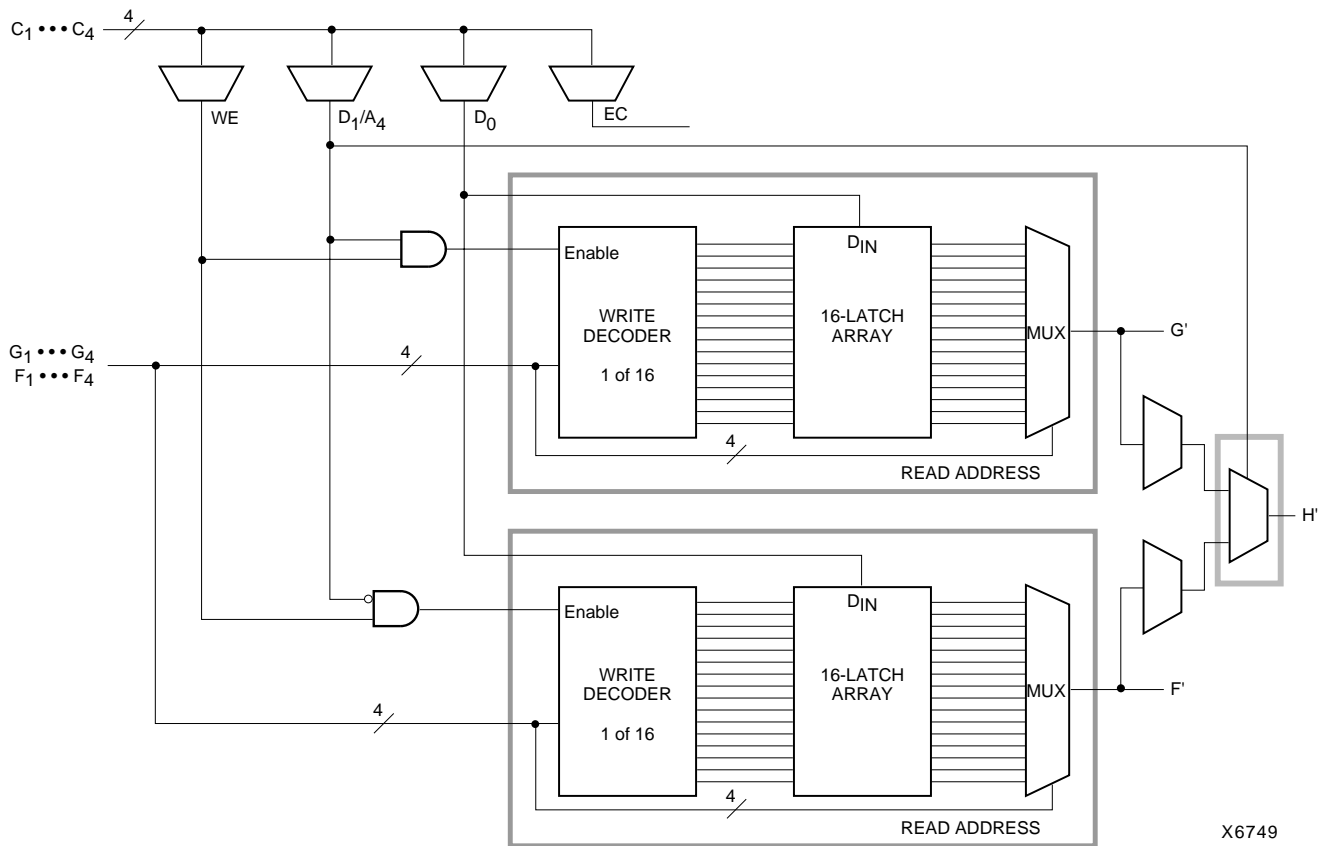 C1 ••• C4
4
WE
D1/A4
D0
EC
Enable
WRITE
DECODER
1 of 16
DIN
16-LATCH
ARRAY
MUX
G'
G1 ••• G4
F1 ••• F4
4
4
READ ADDRESS
H'
Enable
WRITE
DECODER
1 of 16
DIN
16-LATCH
ARRAY
MUX
F'
4
4
READ ADDRESS
X6749